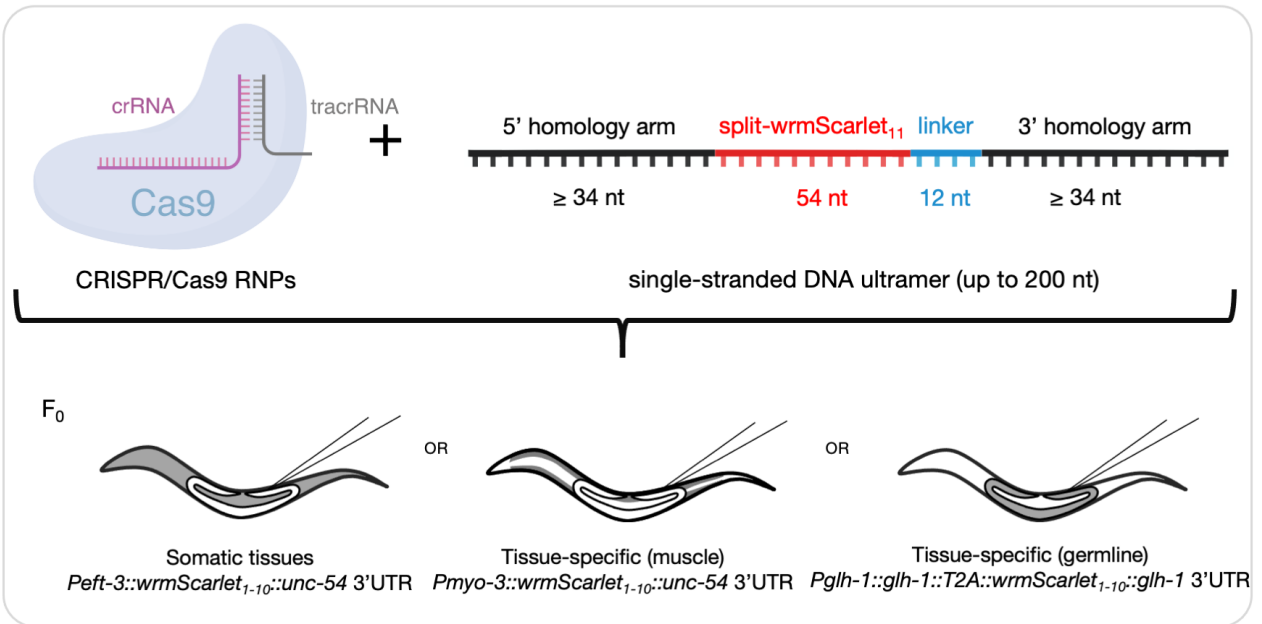 crRNA
tracrRNA
Cas9
+
CRISPR/Cas9 RNPs
5’ homology arm split-wrmScarlet₁₁ linker 3’ homology arm
≥ 34 nt 54 nt 12 nt ≥ 34 nt
single-stranded DNA ultramer (up to 200 nt)
F₀
OR
OR
Somatic tissues
Peft-3::wrmScarlet₁₋₁₀::unc-54 3’UTR
Tissue-specific (muscle)
Pmyo-3::wrmScarlet₁₋₁₀::unc-54 3’UTR
Tissue-specific (germline)
Pglh-1::glh-1::T2A::wrmScarlet₁₋₁₀::glh-1 3’UTR